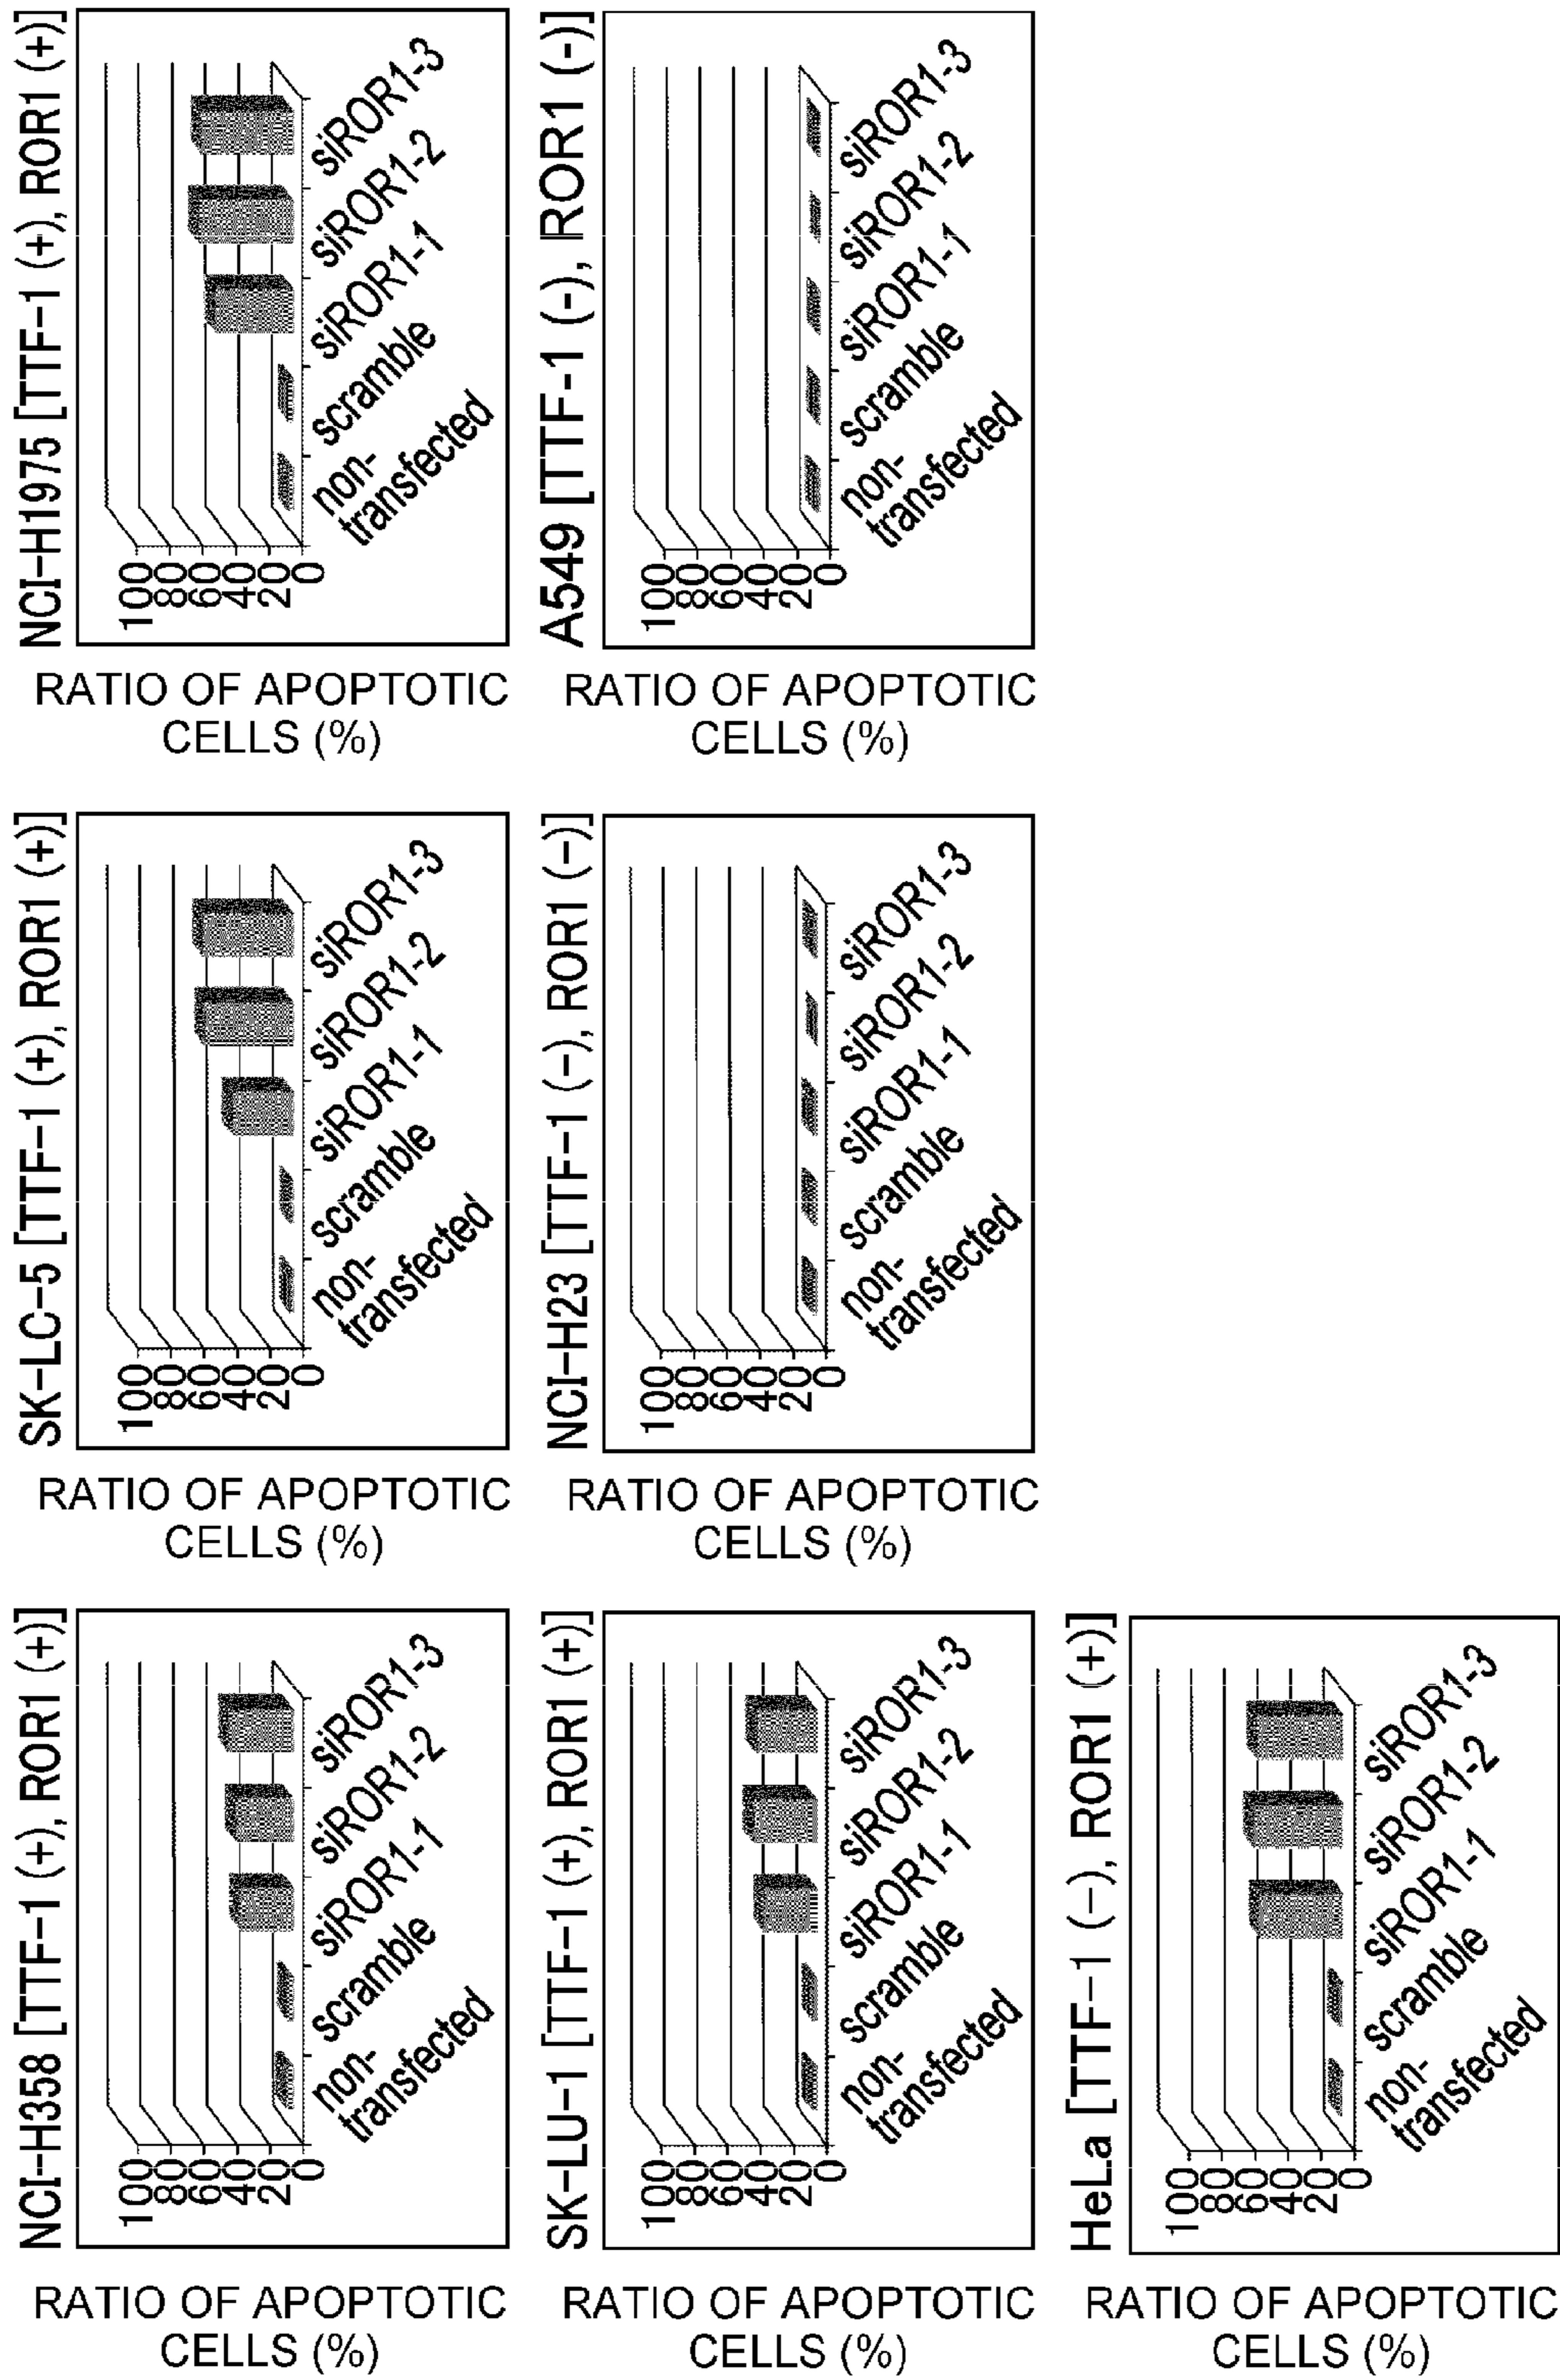 NCI-H358 [TTF-1 (+), ROR1 (+)]
RATIO OF APOPTOTIC
CELLS (%)
100
80
60
40
20
0
non-
transfected
scramble
siROR1-1
siROR1-2
siROR1-3
SK-LC-5 [TTF-1 (+), ROR1 (+)]
RATIO OF APOPTOTIC
CELLS (%)
100
80
60
40
20
0
non-
transfected
scramble
siROR1-1
siROR1-2
siROR1-3
NCI-H1975 [TTF-1 (+), ROR1 (+)]
RATIO OF APOPTOTIC
CELLS (%)
100
80
60
40
20
0
non-
transfected
scramble
siROR1-1
siROR1-2
siROR1-3
SK-LU-1 [TTF-1 (+), ROR1 (+)]
RATIO OF APOPTOTIC
CELLS (%)
100
80
60
40
20
0
non-
transfected
scramble
siROR1-1
siROR1-2
siROR1-3
NCI-H23 [TTF-1 (-), ROR1 (-)]
RATIO OF APOPTOTIC
CELLS (%)
100
80
60
40
20
0
non-
transfected
scramble
siROR1-1
siROR1-2
siROR1-3
A549 [TTF-1 (-), ROR1 (-)]
RATIO OF APOPTOTIC
CELLS (%)
100
80
60
40
20
0
non-
transfected
scramble
siROR1-1
siROR1-2
siROR1-3
HeLa [TTF-1 (-), ROR1 (+)]
RATIO OF APOPTOTIC
CELLS (%)
100
80
60
40
20
0
non-
transfected
scramble
siROR1-1
siROR1-2
siROR1-3